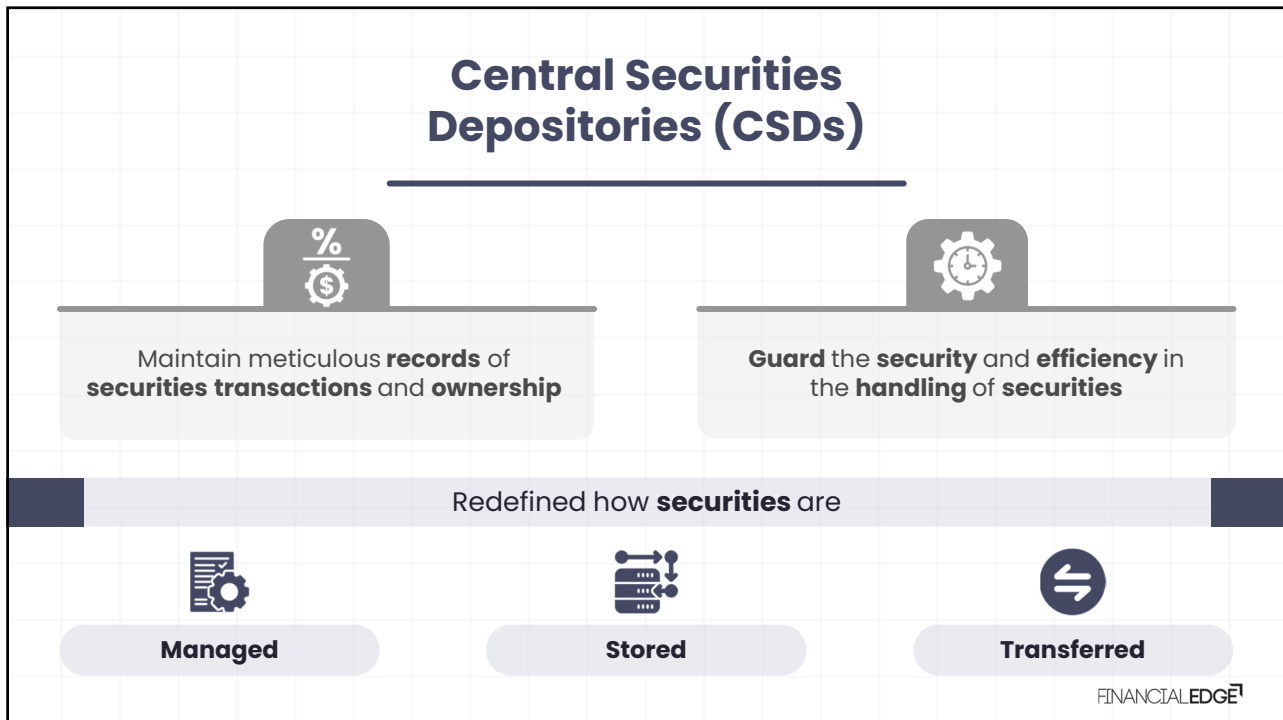 Central Securities
Depositories (CSDs)
%
$
Maintain meticulous records of
securities transactions and ownership
Guard the security and efficiency in
the handling of securities
Redefined how securities are
Managed
Stored
Transferred
FINANCIALEDGE